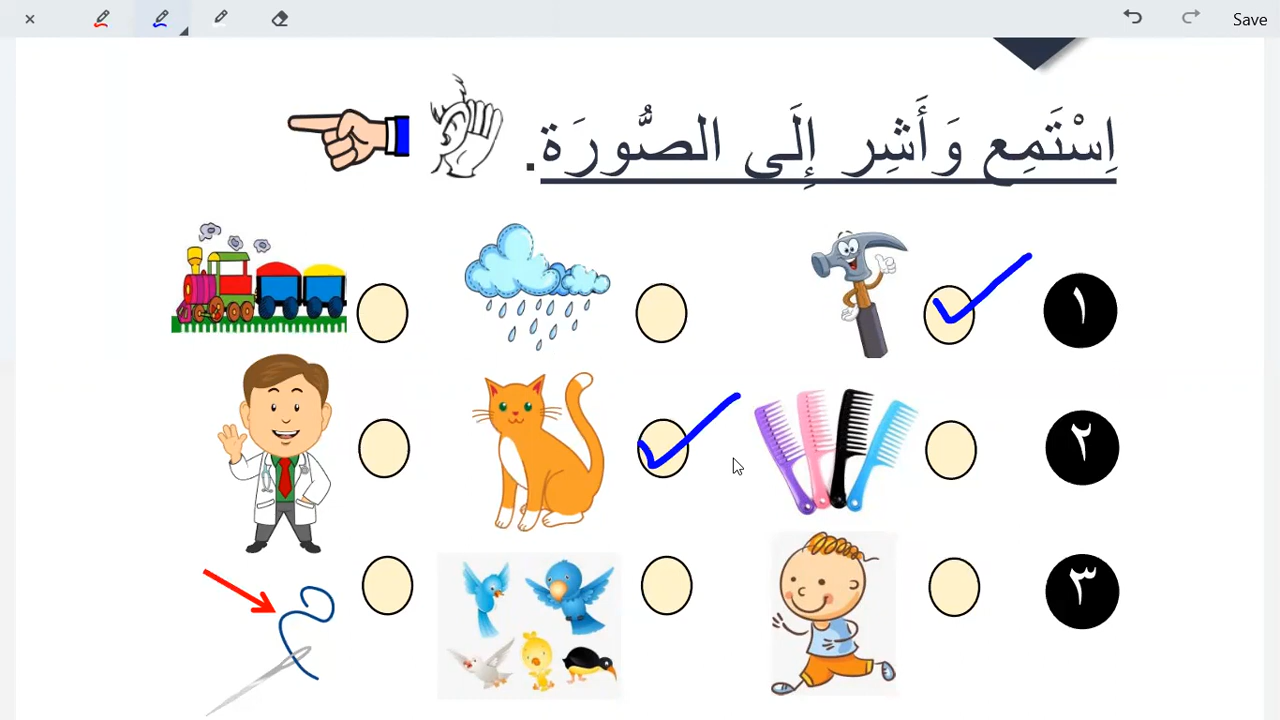 Save
اِسْتَمِع وَأَشِر إِلَى الصُّورَة.
١
٢
٣